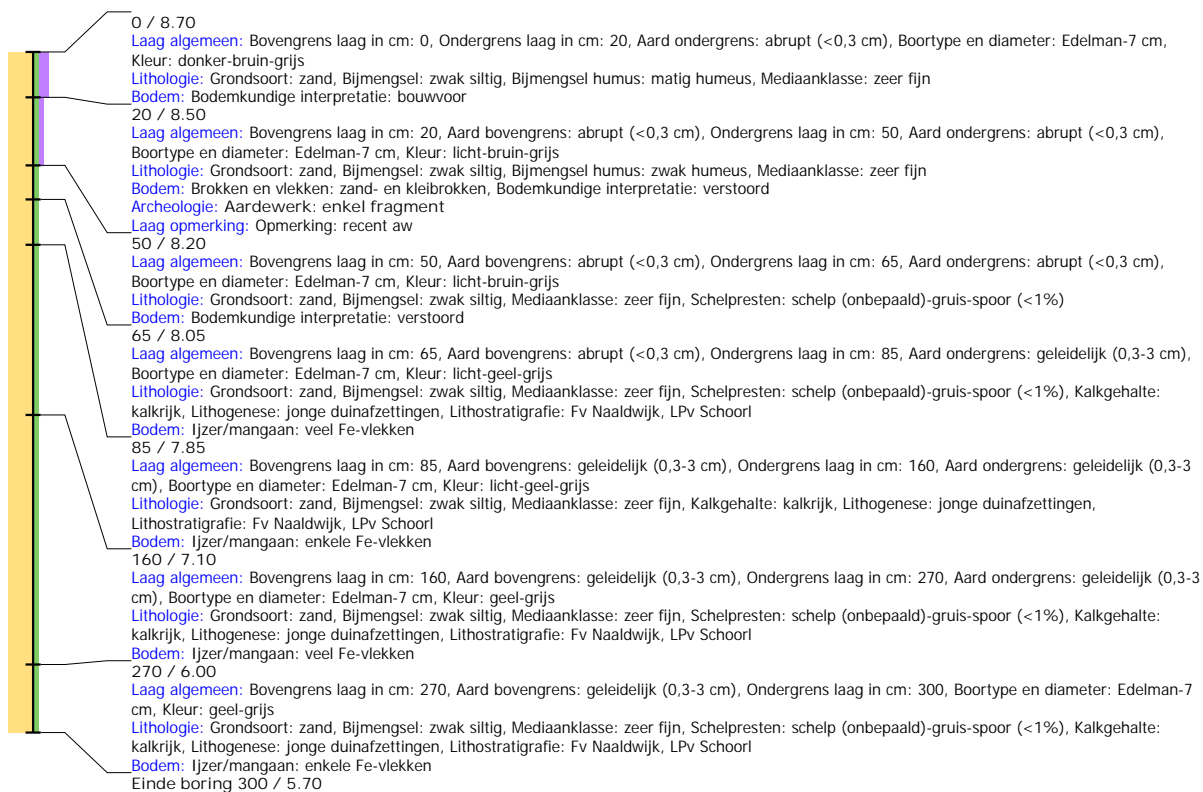 0 / 8.70
Laag algemeen: Bovengrens laag in cm: 0, Ondergrens laag in cm: 20, Aard ondergrens: abrupt (<0,3 cm), Boortype en diameter: Edelman-7 cm,
Kleur: donker-bruin-grijs
Lithologie: Grondsoort: zand, Bijmengsel: zwak siltig, Bijmengsel humus: matig humeus, Mediaanklasse: zeer fijn
Bodem: Bodemkundige interpretatie: bouwvoor
20 / 8.50
Laag algemeen: Bovengrens laag in cm: 20, Aard bovengrens: abrupt (<0,3 cm), Ondergrens laag in cm: 50, Aard ondergrens: abrupt (<0,3 cm),
Boortype en diameter: Edelman-7 cm, Kleur: licht-bruin-grijs
Lithologie: Grondsoort: zand, Bijmengsel: zwak siltig, Bijmengsel humus: zwak humeus, Mediaanklasse: zeer fijn
Bodem: Brokken en vlekken: zand- en kleibrokken, Bodemkundige interpretatie: verstoord
Archeologie: Aardewerk: enkel fragment
Laag opmerking: Opmerking: recent aw
50 / 8.20
Laag algemeen: Bovengrens laag in cm: 50, Aard bovengrens: abrupt (<0,3 cm), Ondergrens laag in cm: 65, Aard ondergrens: abrupt (<0,3 cm),
Boortype en diameter: Edelman-7 cm, Kleur: licht-bruin-grijs
Lithologie: Grondsoort: zand, Bijmengsel: zwak siltig, Mediaanklasse: zeer fijn, Schelpresten: schelp (onbepaald)-gruis-spoor (<1%)
Bodem: Bodemkundige interpretatie: verstoord
65 / 8.05
Laag algemeen: Bovengrens laag in cm: 65, Aard bovengrens: abrupt (<0,3 cm), Ondergrens laag in cm: 85, Aard ondergrens: geleidelijk (0,3-3 cm),
Boortype en diameter: Edelman-7 cm, Kleur: licht-geel-grijs
Lithologie: Grondsoort: zand, Bijmengsel: zwak siltig, Mediaanklasse: zeer fijn, Schelpresten: schelp (onbepaald)-gruis-spoor (<1%), Kalkgehalte:
kalkrijk, Lithogenese: jonge duinafzettingen, Lithostratigrafie: Fv Naaldwijk, LPv Schoorl
Bodem: Ijzer/mangaan: veel Fe-vlekken
85 / 7.85
Laag algemeen: Bovengrens laag in cm: 85, Aard bovengrens: geleidelijk (0,3-3 cm), Ondergrens laag in cm: 160, Aard ondergrens: geleidelijk (0,3-3
cm), Boortype en diameter: Edelman-7 cm, Kleur: licht-geel-grijs
Lithologie: Grondsoort: zand, Bijmengsel: zwak siltig, Mediaanklasse: zeer fijn, Kalkgehalte: kalkrijk, Lithogenese: jonge duinafzettingen,
Lithostratigrafie: Fv Naaldwijk, LPv Schoorl
Bodem: Ijzer/mangaan: enkele Fe-vlekken
160 / 7.10
Laag algemeen: Bovengrens laag in cm: 160, Aard bovengrens: geleidelijk (0,3-3 cm), Ondergrens laag in cm: 270, Aard ondergrens: geleidelijk (0,3-3
cm), Boortype en diameter: Edelman-7 cm, Kleur: geel-grijs
Lithologie: Grondsoort: zand, Bijmengsel: zwak siltig, Mediaanklasse: zeer fijn, Schelpresten: schelp (onbepaald)-gruis-spoor (<1%), Kalkgehalte:
kalkrijk, Lithogenese: jonge duinafzettingen, Lithostratigrafie: Fv Naaldwijk, LPv Schoorl
Bodem: Ijzer/mangaan: veel Fe-vlekken
270 / 6.00
Laag algemeen: Bovengrens laag in cm: 270, Aard bovengrens: geleidelijk (0,3-3 cm), Ondergrens laag in cm: 300, Boortype en diameter: Edelman-7
cm, Kleur: geel-grijs
Lithologie: Grondsoort: zand, Bijmengsel: zwak siltig, Mediaanklasse: zeer fijn, Schelpresten: schelp (onbepaald)-gruis-spoor (<1%), Kalkgehalte:
kalkrijk, Lithogenese: jonge duinafzettingen, Lithostratigrafie: Fv Naaldwijk, LPv Schoorl
Bodem: Ijzer/mangaan: enkele Fe-vlekken
Einde boring 300 / 5.70